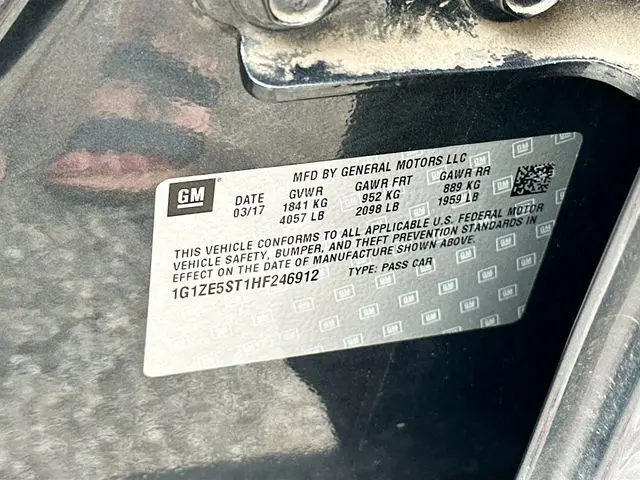 GM
MFD BY GENERAL MOTORS LLC
DATE GVWR GAWR FRT GAWR RR
03/17 1841 KG 952 KG 889 KG
4057 LB 2098 LB 1959 LB
THIS VEHICLE CONFORMS TO ALL APPLICABLE U.S. FEDERAL MOTOR
VEHICLE SAFETY, BUMPER, AND THEFT PREVENTION STANDARDS IN
EFFECT ON THE DATE OF MANUFACTURE SHOWN ABOVE.
1G1ZE5ST1HF246912 TYPE: PASS CAR